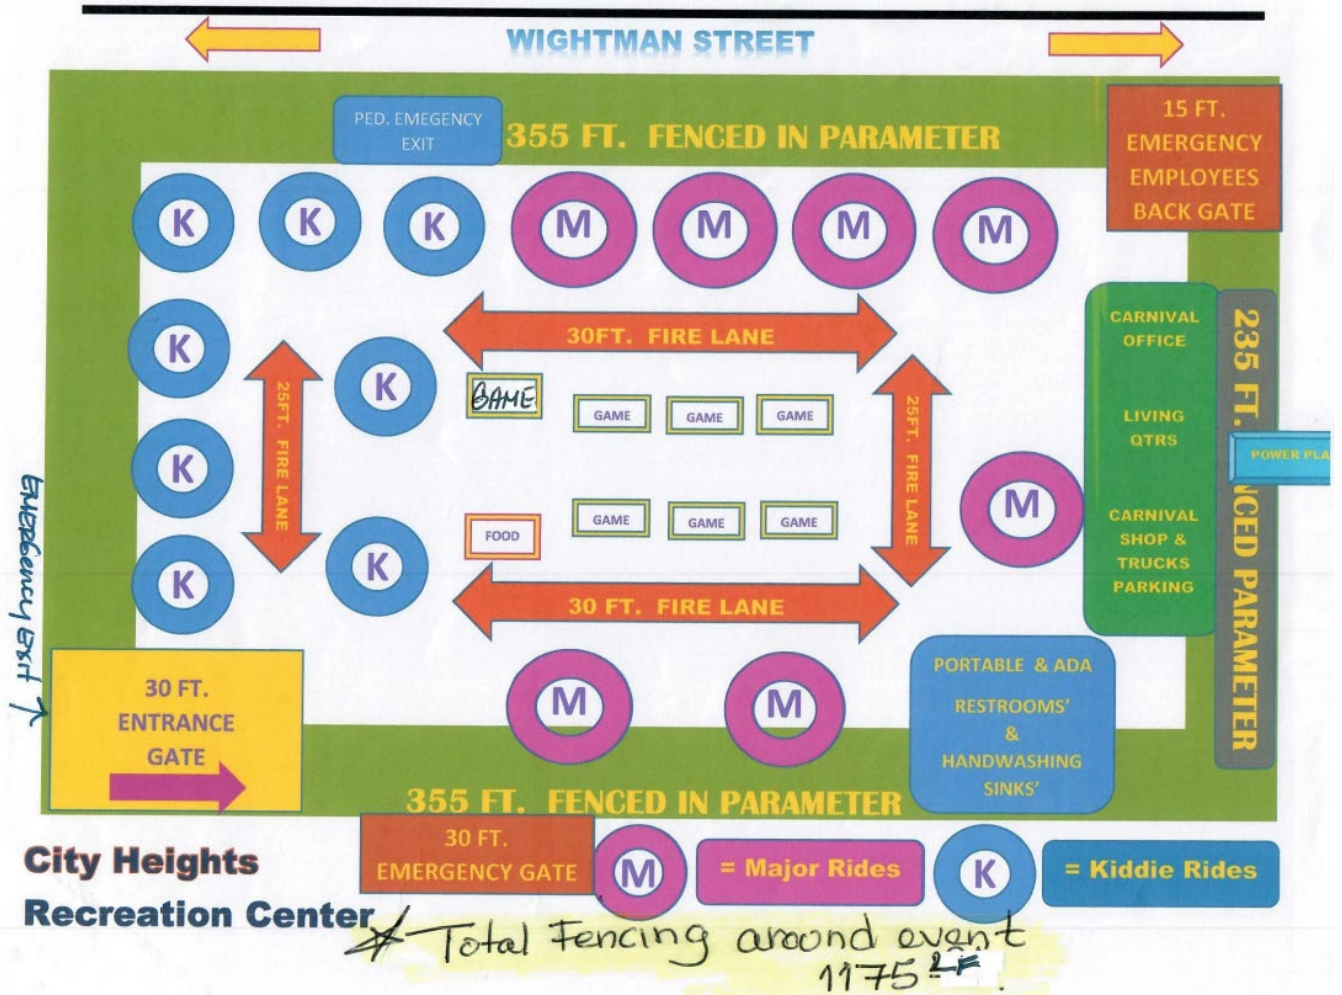 WIGHTMAN STREET
PED. EMEGENCY
EXIT
355 FT. FENCED IN PARAMETER
15 FT.
EMERGENCY
EMPLOYEES
BACK GATE
K
K
K
M
M
M
M
30FT. FIRE LANE
K
K
K
K
K
25FT. FIRE LANE
GAME
GAME
GAME
GAME
FOOD
GAME
GAME
GAME
25FT. FIRE LANE
M
CARNIVAL
OFFICE
LIVING
QTRS
CARNIVAL
SHOP &
TRUCKS
PARKING
235 FT. NCED PARAMETER
POWER PLA
30 FT. FIRE LANE
EMERGENCY EXIT
30 FT.
ENTRANCE
GATE
M
M
PORTABLE & ADA
RESTROOMS'
&
HANDWASHING
SINKS'
355 FT. FENCED IN PARAMETER
30 FT.
EMERGENCY GATE
M
= Major Rides
K
= Kiddie Rides
City Heights
Recreation Center
* Total Fencing around event
1175 LF